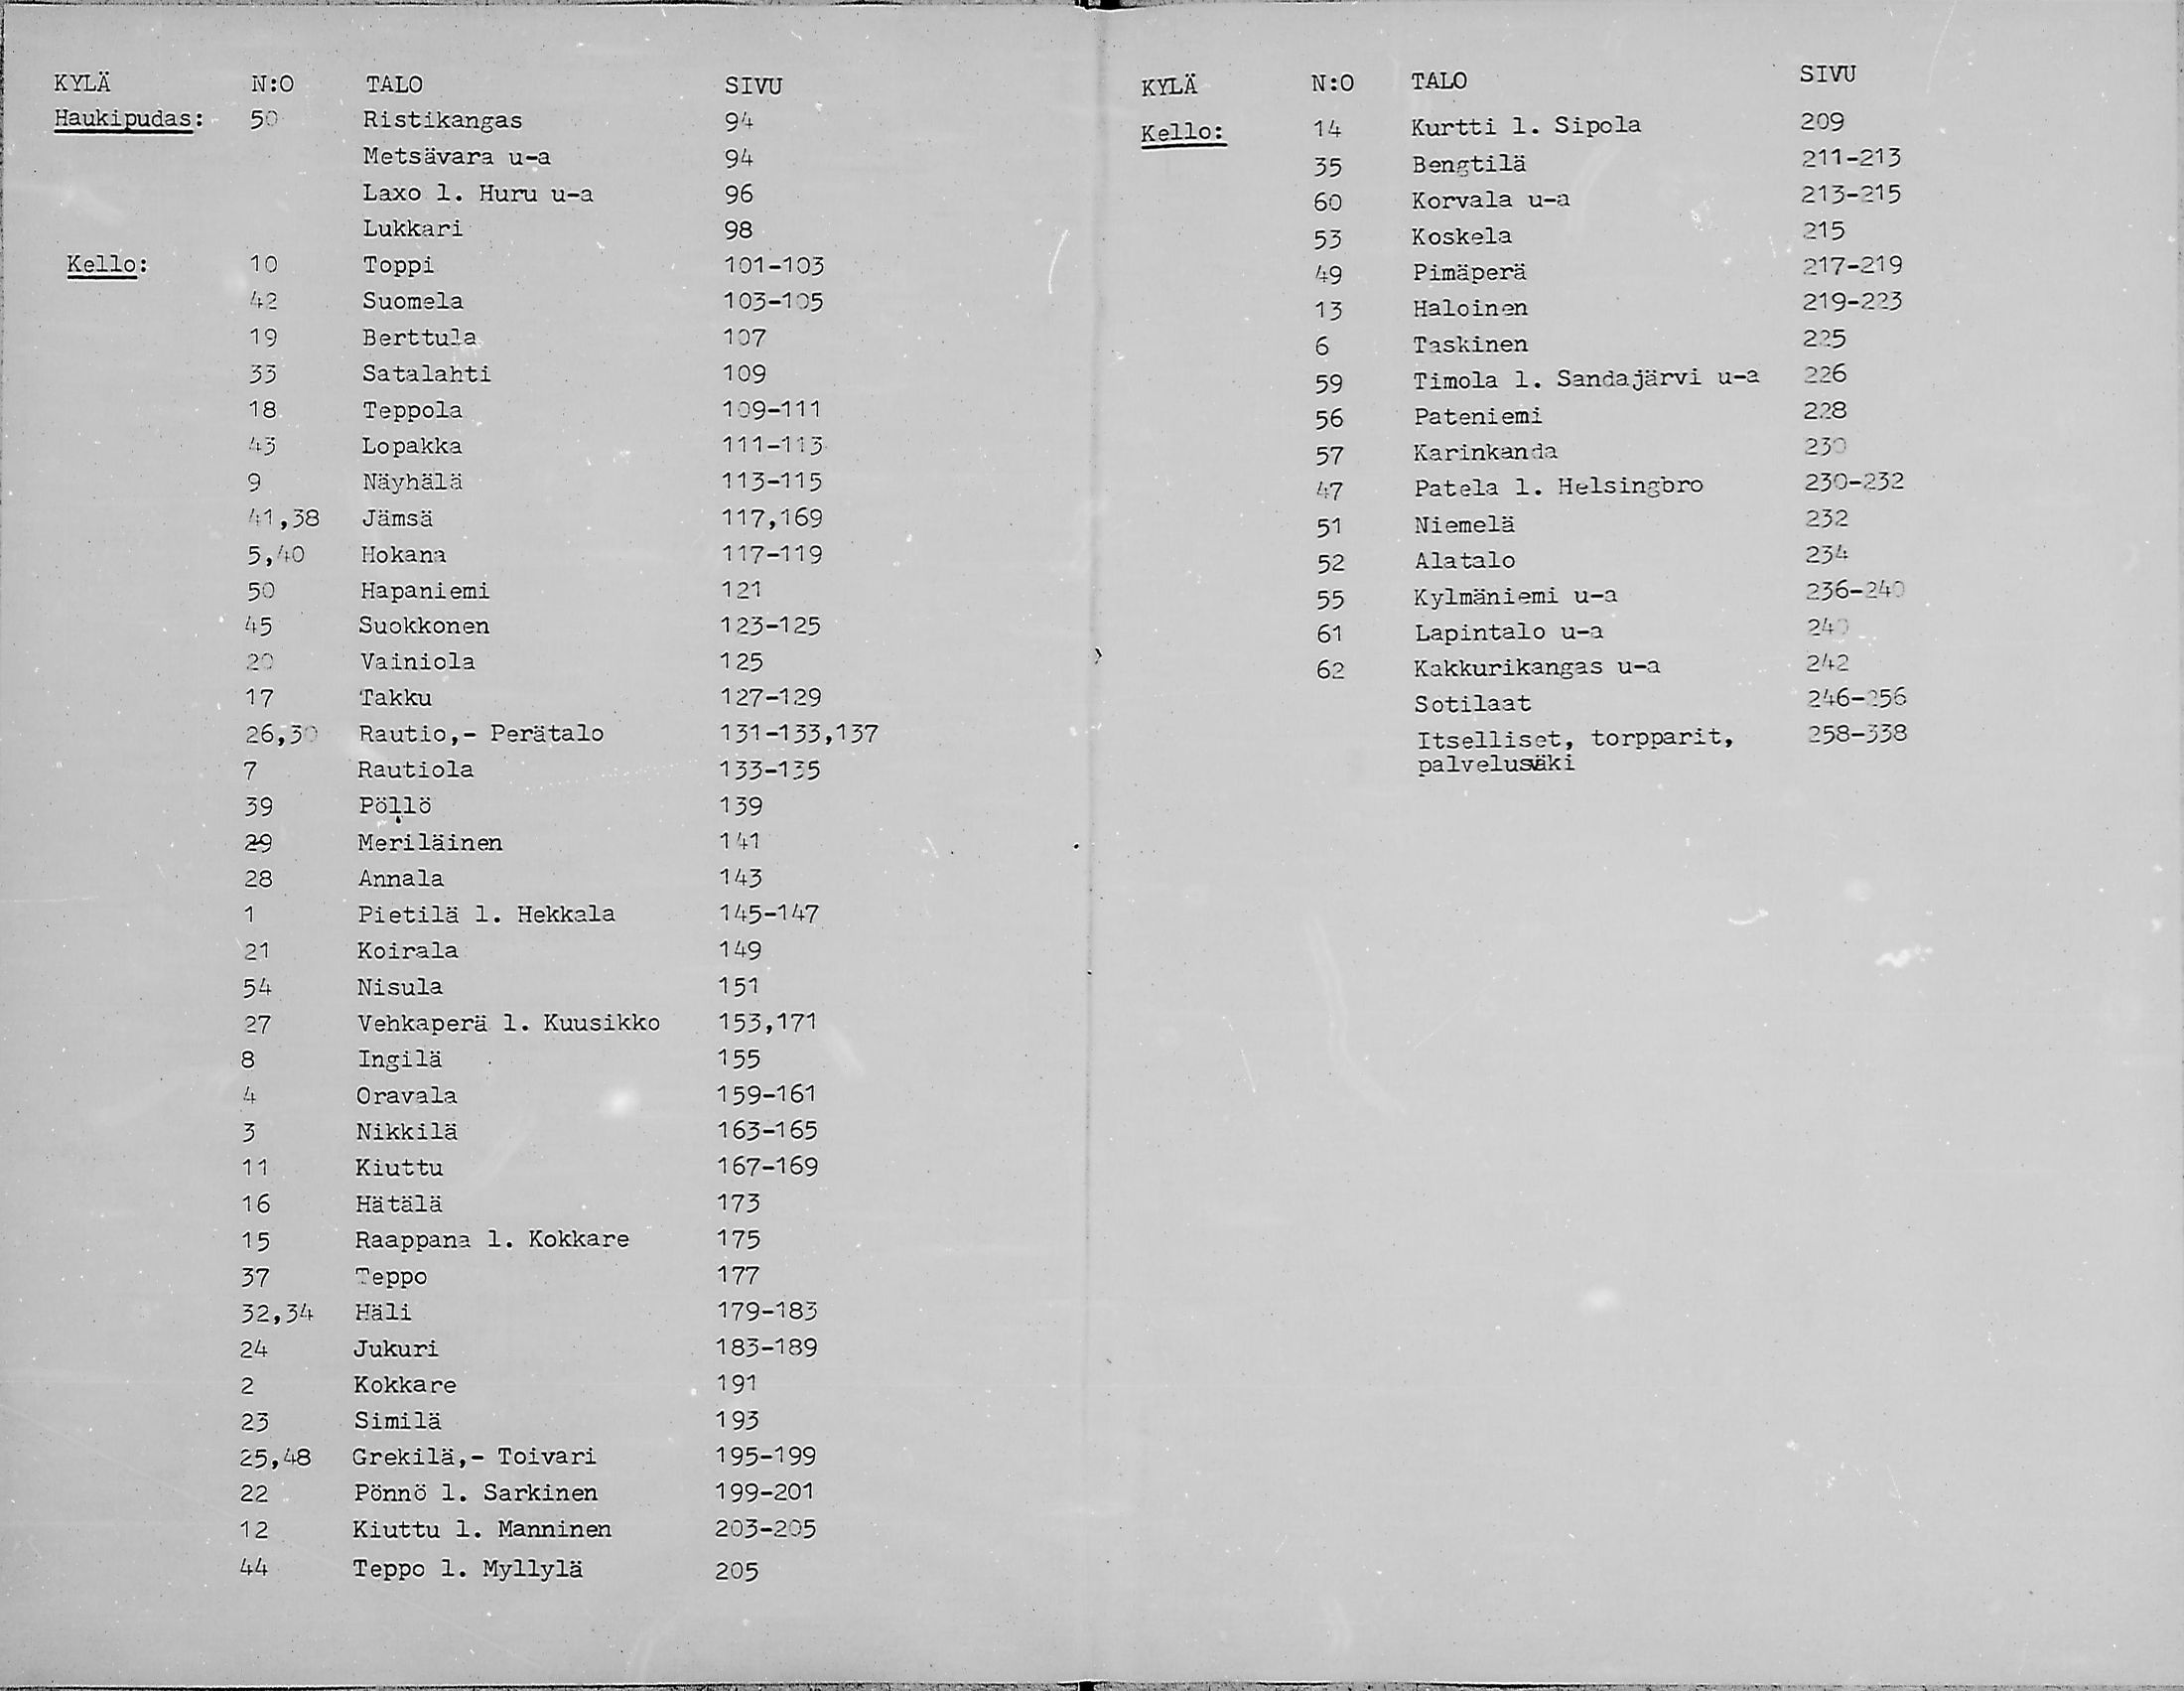 KYLÄ N:O TALO SIVU
Haukipudas: 50 Ristikangas 94
Metsävara u-a 94
Laxo l. Huru u-a 96
Lukkari 98
Kello: 10 Toppi 101-103
42 Suomela 103-105
19 Berttula 107
33 Satalahti 109
18 Teppola 109-111
43 Lopakka 111-113
9 Näyhälä 113-115
41,38 Jämsä 117,169
5,40 Hokana 117-119
50 Hapaniemi 121
45 Suokkonen 123-125
20 Vainiola 125
17 Takku 127-129
26,30 Rautio,- Perätalo 131-133,137
7 Rautiola 133-135
39 Pöllö 139
29 Meriläinen 141
28 Annala 143
1 Pietilä l. Hekkala 145-147
21 Koirala 149
54 Nisula 151
27 Vehkaperä l. Kuusikko 153,171
8 Ingilä 155
4 Oravala 159-161
3 Nikkilä 163-165
11 Kiuttu 167-169
16 Hätälä 173
15 Raappana l. Kokkare 175
37 Teppo 177
32,34 Häli 179-183
24 Jukuri 183-189
2 Kokkare 191
23 Similä 193
25,48 Grekilä,- Toivari 195-199
22 Pönnö l. Sarkinen 199-201
12 Kiuttu l. Manninen 203-205
44 Teppo l. Myllylä 205
KYLÄ N:O TALO SIVU
Kello: 14 Kurtti l. Sipola 209
35 Bengtilä 211-213
60 Korvala u-a 213-215
53 Koskela 215
49 Pimäperä 217-219
13 Haloinen 219-223
6 Taskinen 225
59 Timola l. Sandajärvi u-a 226
56 Pateniemi 228
57 Karinkanda 230
47 Patela l. Helsingbro 230-232
51 Niemelä 232
52 Alatalo 234
55 Kylmäniemi u-a 236-240
61 Lapintalo u-a 240
62 Kakkurikangas u-a 242
Sotilaat 246-256
Itselliset, torpparit, 258-338
palvelusväki